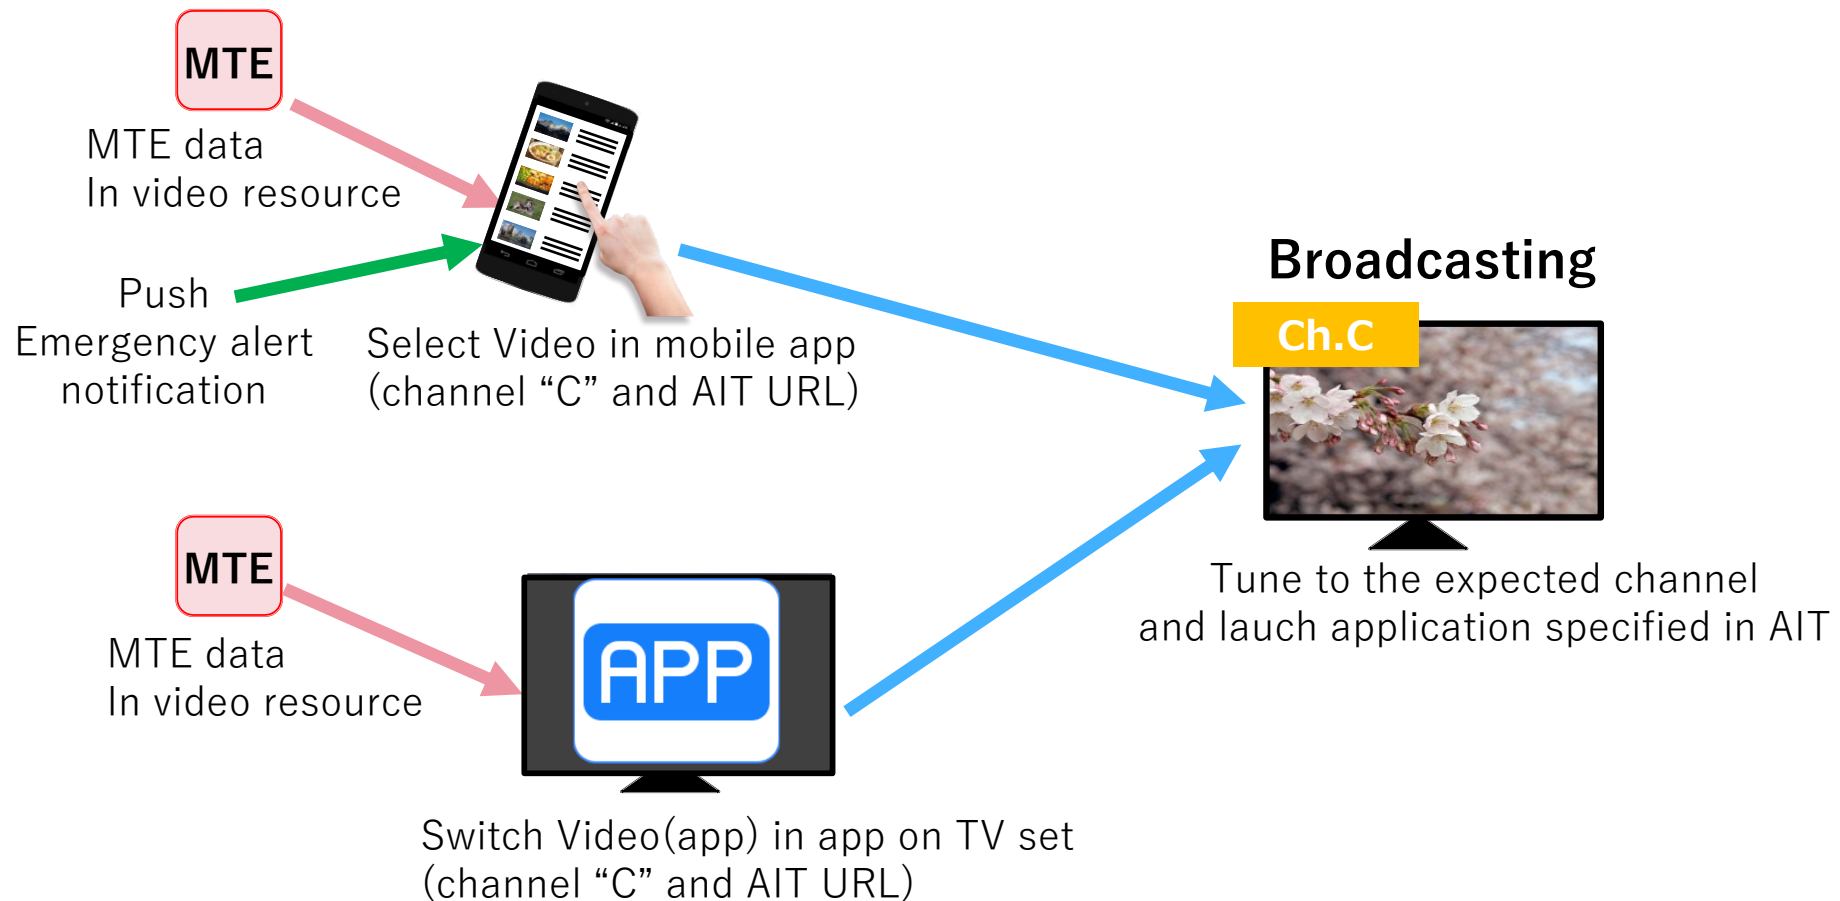 MTE
MTE data
In video resource
Push
Emergency alert
notification
Select Video in mobile app
(channel “C” and AIT URL)
Broadcasting
Ch.C
Tune to the expected channel
and lauch application specified in AIT
MTE
MTE data
In video resource
APP
Switch Video(app) in app on TV set
(channel “C” and AIT URL)